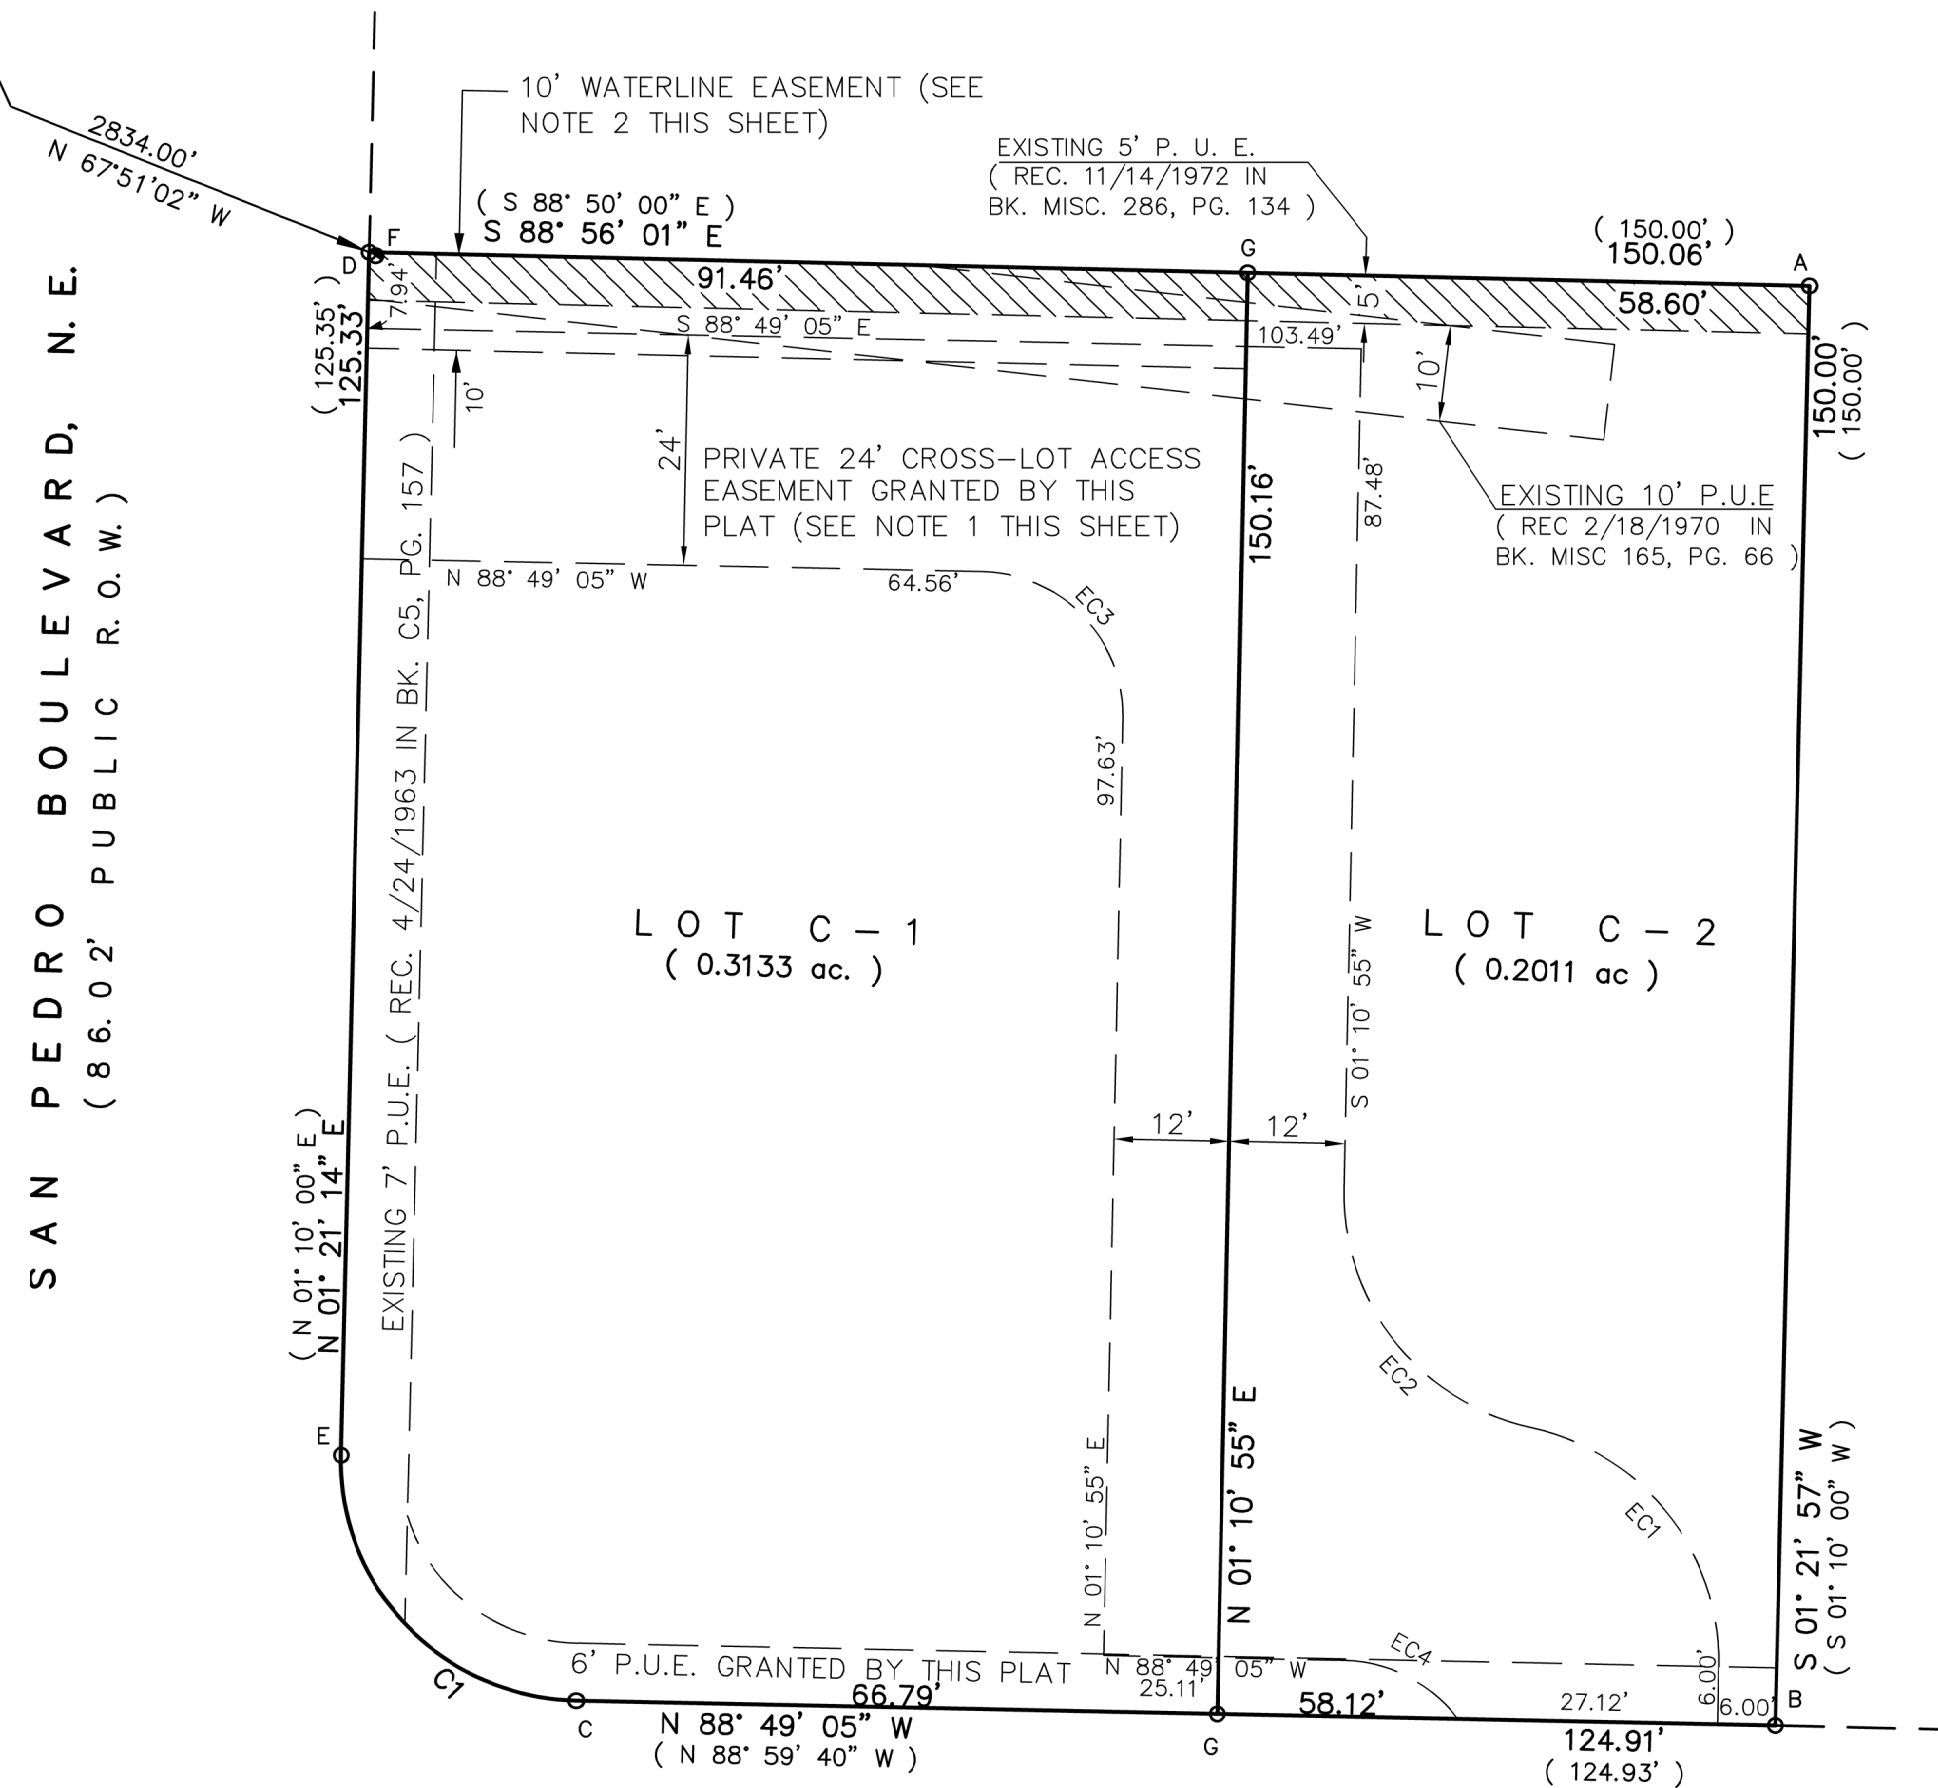 2834.00'
N 67°51'02" W
10' WATERLINE EASEMENT (SEE
NOTE 2 THIS SHEET)
EXISTING 5' P. U. E.
( REC. 11/14/1972 IN
BK. MISC. 286, PG. 134 )
( S 88° 50' 00" E )
S 88° 56' 01" E
( 150.00' )
150.06'
F
D
G
A
91.46'
58.60'
7.94'
5'
S 88° 49' 05" E
103.49'
( 125.35' )
125.33'
10'
10'
24'
150.00'
( 150.00' )
PRIVATE 24' CROSS-LOT ACCESS
EASEMENT GRANTED BY THIS
PLAT (SEE NOTE 1 THIS SHEET)
150.16'
87.48'
EXISTING 10' P.U.E
( REC 2/18/1970 IN
BK. MISC 165, PG. 66 )
N 88° 49' 05" W
64.56'
EC3
97.63'
SAN PEDRO BOULEVARD, N.E.
( 86.02' PUBLIC R.O.W. )
EXISTING 7' P.U.E. ( REC. 4/24/1963 IN BK. C5, PG. 157 )
LOT C-1
( 0.3133 ac. )
LOT C-2
( 0.2011 ac )
S 01° 10' 55" W
12'
12'
( N 01° 10' 00" E )
N 01° 21' 14" E
EC2
E
N 01° 10' 55" E
N 01° 10' 55" E
EC1
S 01° 21' 57" W
( S 01° 10' 00" W )
6' P.U.E. GRANTED BY THIS PLAT
N 88° 49' 05" W
EC4
25.11'
6.00'
C1
66.79'
58.12'
27.12'
6.00'
B
C
N 88° 49' 05" W
( N 88° 59' 40" W )
G
124.91'
( 124.93' )